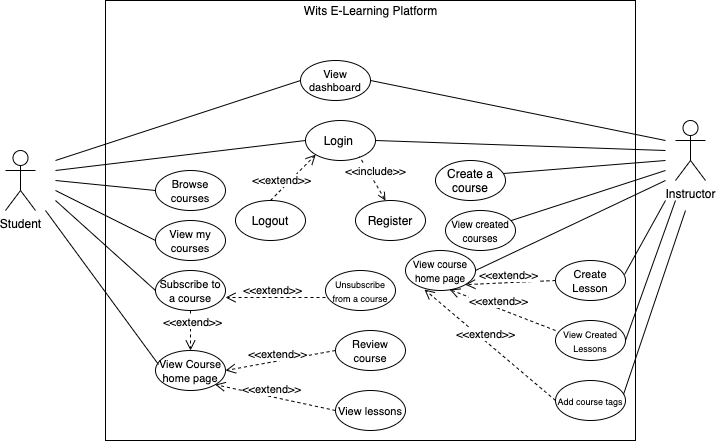 Wits E-Learning Platform
View
dashboard
Login
<<extend>>
<<include>>
Student
Instructor
Browse
courses
Create a
course
Logout
Register
View my
courses
View created
courses
View course
home page
Subscribe to
a course
<<extend>>
Unsubscribe
from a course
<<extend>>
Create
Lesson
<<extend>>
<<extend>>
View Created
Lessons
<<extend>>
View Course
home page
<<extend>>
Review
course
<<extend>>
View lessons
Add course tags